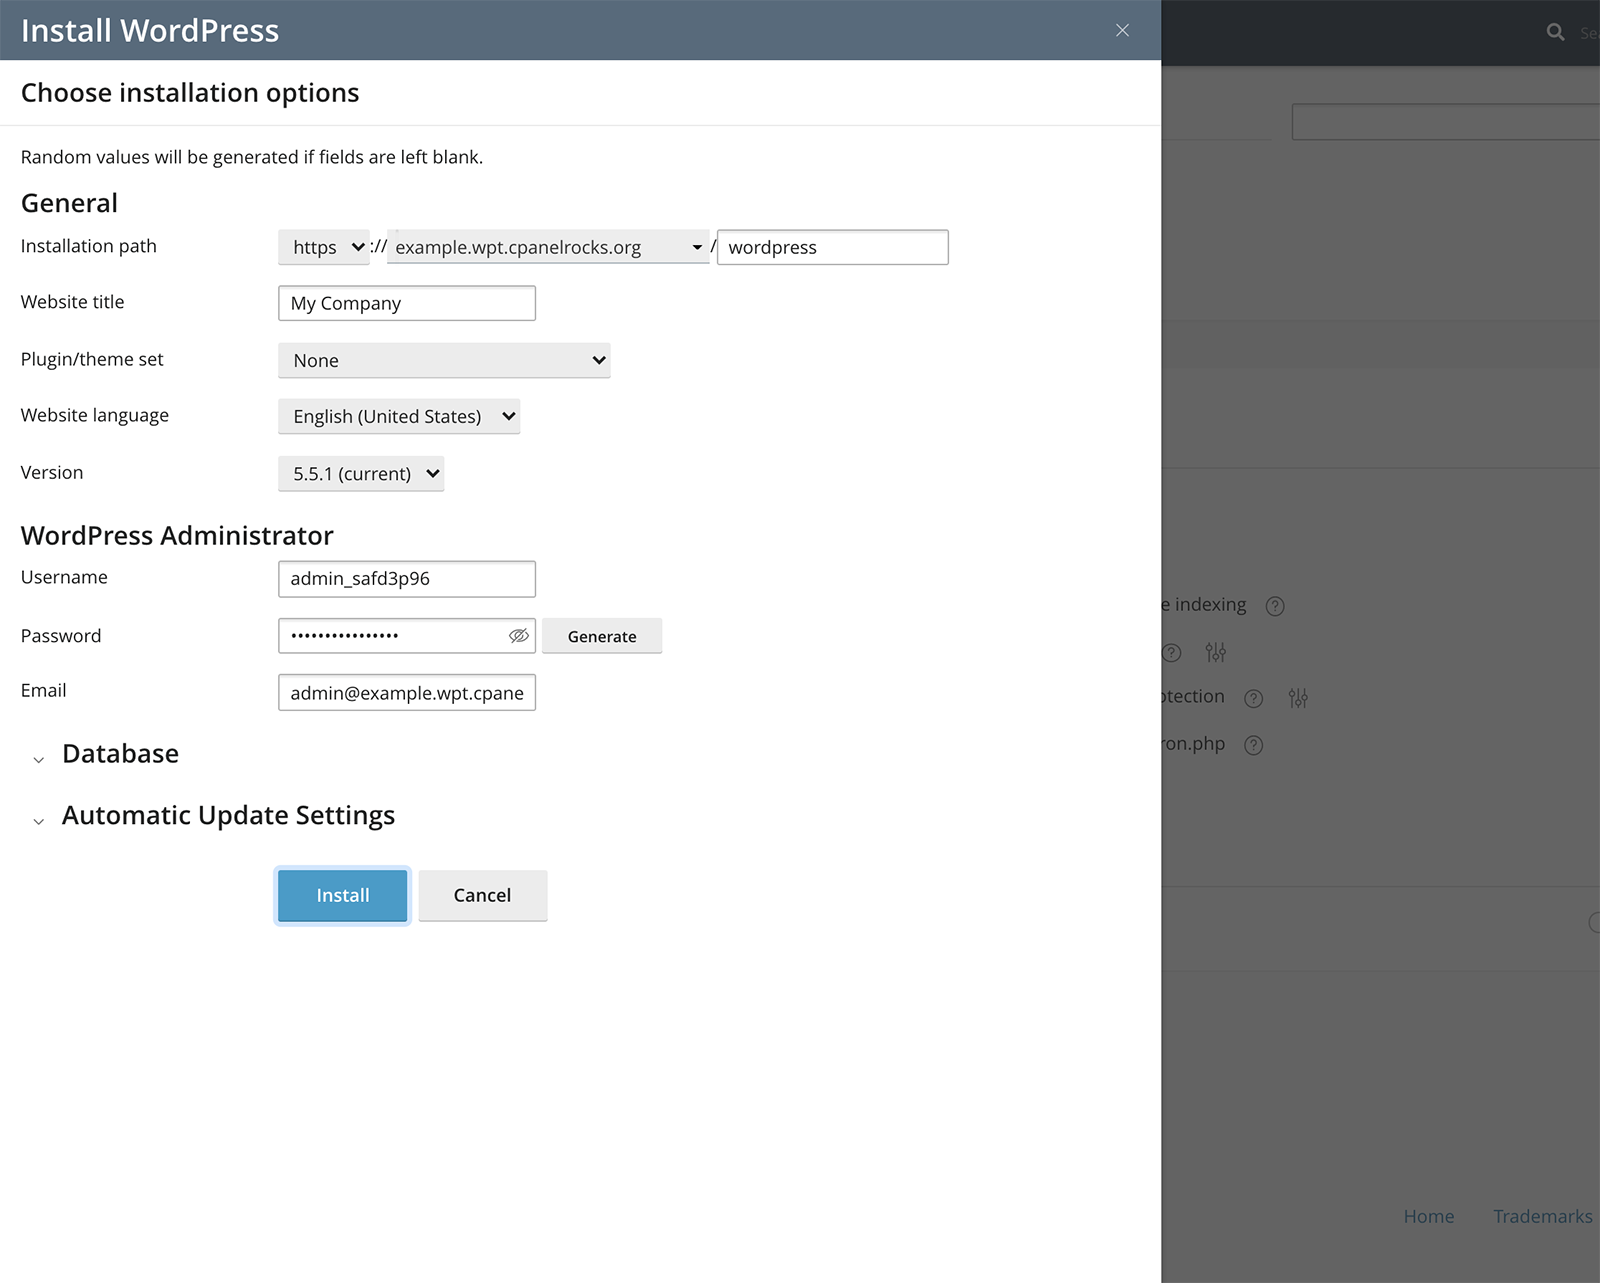 Install WordPress
Choose installation options
Random values will be generated if fields are left blank.
General
Installation path https :// example.wpt.cpanelrocks.org / wordpress
Website title My Company
Plugin/theme set None
Website language English (United States)
Version 5.5.1 (current)
WordPress Administrator
Username admin_safd3p96
Password •••••••••••••••• Generate
Email admin@example.wpt.cpane
Database
Automatic Update Settings
Install Cancel
e indexing
otection
ron.php
Home Trademarks